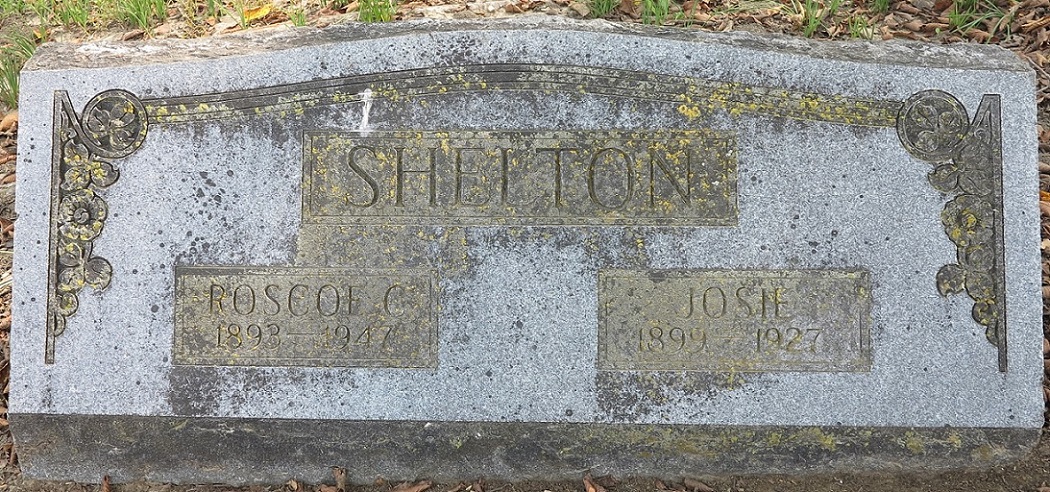 SHELTON
ROSCOE C.
1893 — 1947
JOSIE
1899 — 1927